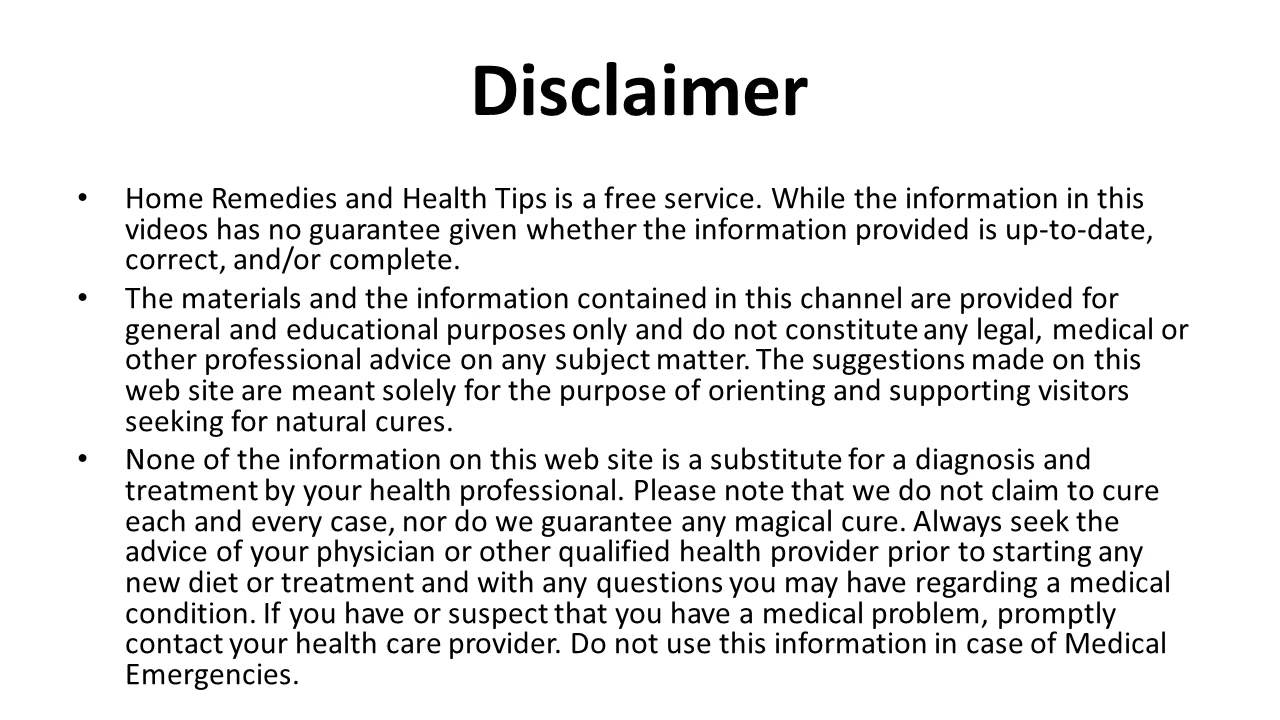 Disclaimer
• Home Remedies and Health Tips is a free service. While the information in this
videos has no guarantee given whether the information provided is up-to-date,
correct, and/or complete.
• The materials and the information contained in this channel are provided for
general and educational purposes only and do not constitute any legal, medical or
other professional advice on any subject matter. The suggestions made on this
web site are meant solely for the purpose of orienting and supporting visitors
seeking for natural cures.
• None of the information on this web site is a substitute for a diagnosis and
treatment by your health professional. Please note that we do not claim to cure
each and every case, nor do we guarantee any magical cure. Always seek the
advice of your physician or other qualified health provider prior to starting any
new diet or treatment and with any questions you may have regarding a medical
condition. If you have or suspect that you have a medical problem, promptly
contact your health care provider. Do not use this information in case of Medical
Emergencies.